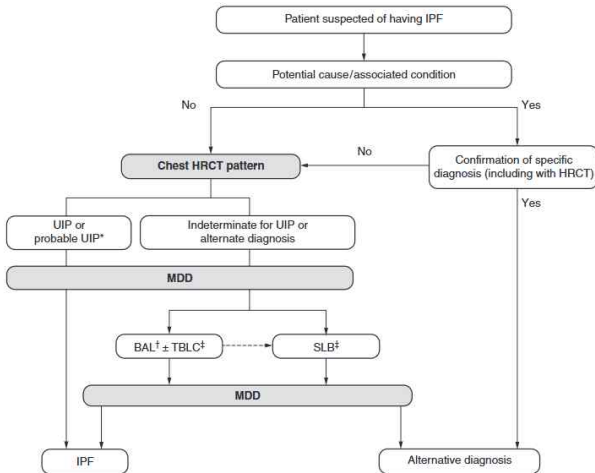 Patient suspected of having IPF
Potential cause/associated condition
No
Yes
Chest HRCT pattern
No
Confirmation of specific
diagnosis (including with HRCT)
Yes
UIP or
probable UIP*
Indeterminate for UIP or
alternate diagnosis
MDD
BAL† ± TBLC‡
SLB‡
MDD
IPF
Alternative diagnosis